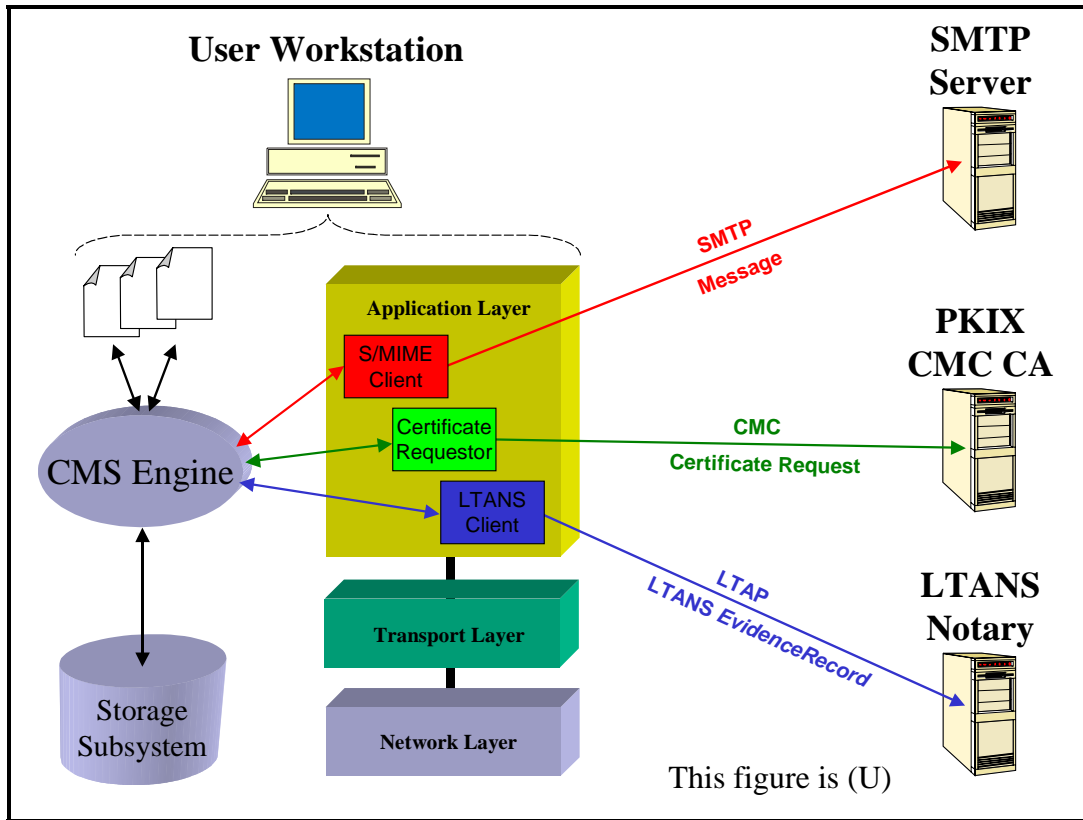 User Workstation
SMTP
Server
SMTP
Message
Application Layer
S/MIME
Client
PKIX
CMC CA
Certificate
Requestor
CMC
Certificate Request
CMS Engine
LTANS
Client
LTAP
LTANS EvidenceRecord
LTANS
Notary
Transport Layer
Storage
Subsystem
Network Layer
This figure is (U)